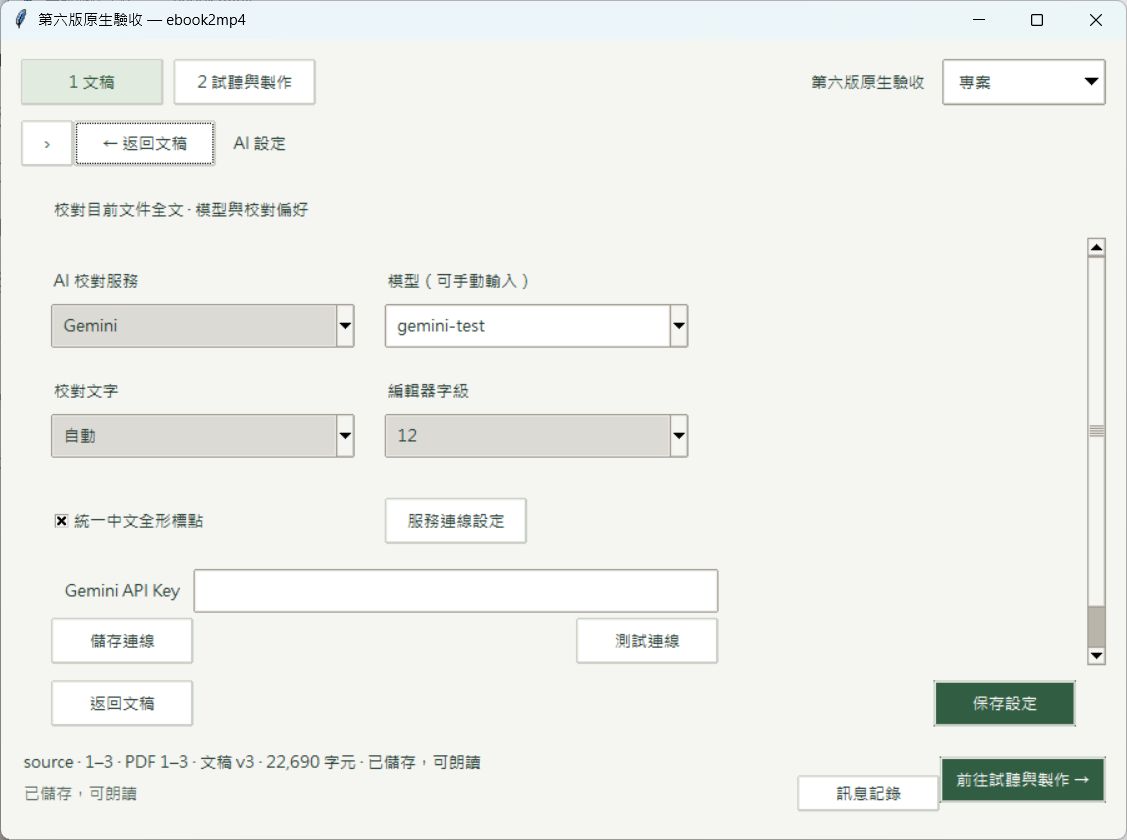 第六版原生驗收 — ebook2mp4
1 文稿 2 試聽與製作 第六版原生驗收 專案
› ← 返回文稿 AI 設定
校對目前文件全文 · 模型與校對偏好
AI 校對服務 模型（可手動輸入）
Gemini gemini-test
校對文字 編輯器字級
自動 12
統一中文全形標點 服務連線設定
Gemini API Key
儲存連線 測試連線
返回文稿 保存設定
source · 1–3 · PDF 1–3 · 文稿 v3 · 22,690 字元 · 已儲存，可朗讀
已儲存，可朗讀 訊息記錄 前往試聽與製作 →